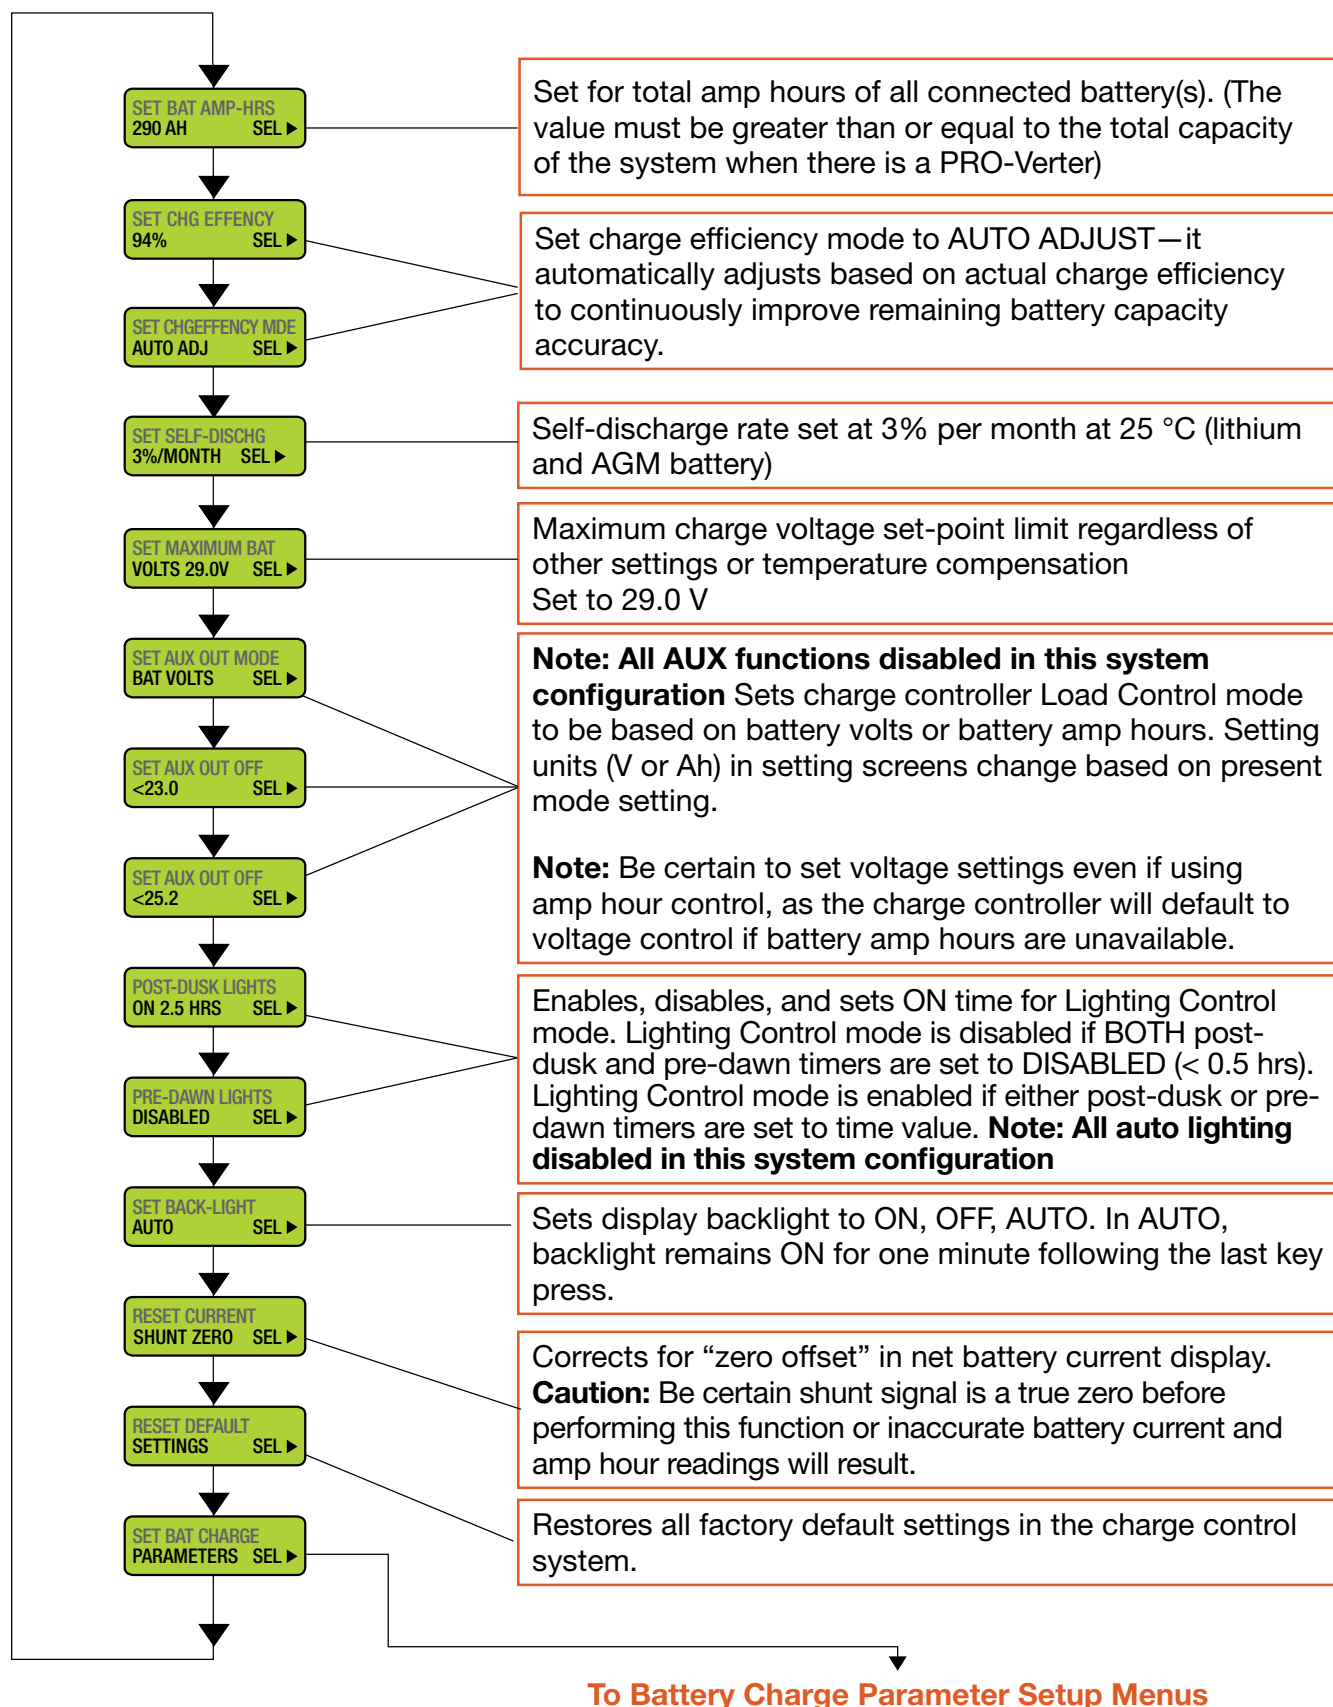 SET BAT AMP-HRS
290 AH SEL ▶
Set for total amp hours of all connected battery(s). (The
value must be greater than or equal to the total capacity
of the system when there is a PRO-Verter)
SET CHG EFFENCY
94% SEL ▶
SET CHGEFFENCY MDE
AUTO ADJ SEL ▶
Set charge efficiency mode to AUTO ADJUST—it
automatically adjusts based on actual charge efficiency
to continuously improve remaining battery capacity
accuracy.
SET SELF-DISCHG
3%/MONTH SEL ▶
Self-discharge rate set at 3% per month at 25 °C (lithium
and AGM battery)
SET MAXIMUM BAT
VOLTS 29.0V SEL ▶
Maximum charge voltage set-point limit regardless of
other settings or temperature compensation
Set to 29.0 V
SET AUX OUT MODE
BAT VOLTS SEL ▶
SET AUX OUT OFF
<23.0 SEL ▶
SET AUX OUT OFF
<25.2 SEL ▶
Note: All AUX functions disabled in this system
configuration Sets charge controller Load Control mode
to be based on battery volts or battery amp hours. Setting
units (V or Ah) in setting screens change based on present
mode setting.
Note: Be certain to set voltage settings even if using
amp hour control, as the charge controller will default to
voltage control if battery amp hours are unavailable.
POST-DUSK LIGHTS
ON 2.5 HRS SEL ▶
PRE-DAWN LIGHTS
DISABLED SEL ▶
Enables, disables, and sets ON time for Lighting Control
mode. Lighting Control mode is disabled if BOTH post-
dusk and pre-dawn timers are set to DISABLED (< 0.5 hrs).
Lighting Control mode is enabled if either post-dusk or pre-
dawn timers are set to time value. Note: All auto lighting
disabled in this system configuration
SET BACK-LIGHT
AUTO SEL ▶
Sets display backlight to ON, OFF, AUTO. In AUTO,
backlight remains ON for one minute following the last key
press.
RESET CURRENT
SHUNT ZERO SEL ▶
Corrects for “zero offset” in net battery current display.
Caution: Be certain shunt signal is a true zero before
performing this function or inaccurate battery current and
amp hour readings will result.
RESET DEFAULT
SETTINGS SEL ▶
Restores all factory default settings in the charge control
system.
SET BAT CHARGE
PARAMETERS SEL ▶
To Battery Charge Parameter Setup Menus